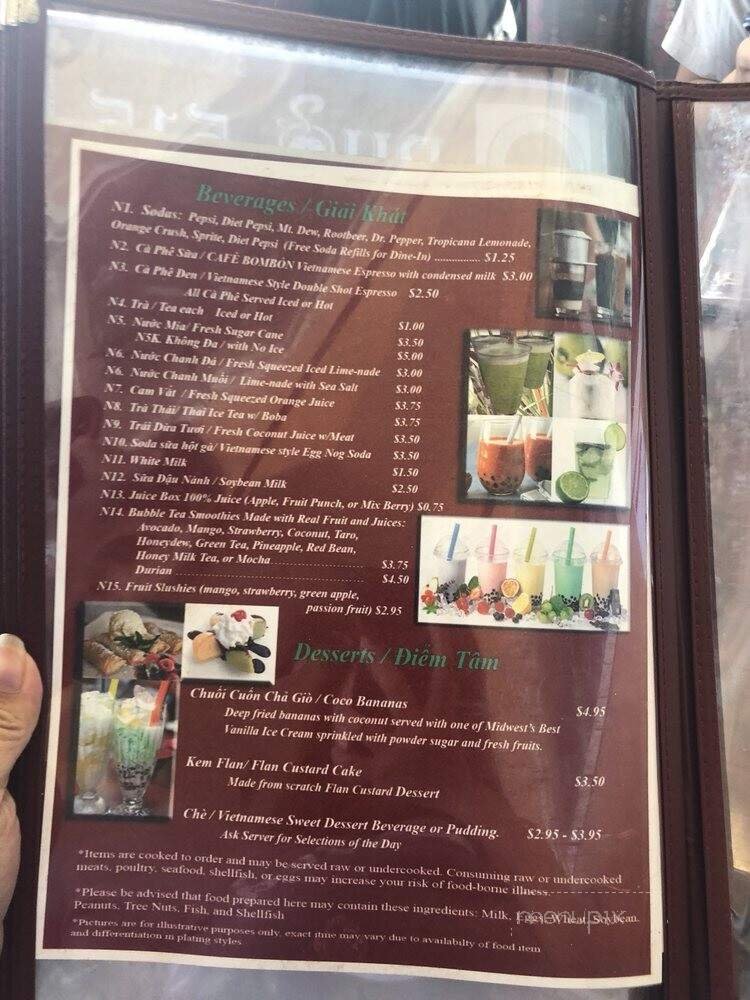 Beverages / Giải Khát
N1. Sodas: Pepsi, Diet Pepsi, Mt. Dew, Rootbeer, Dr. Pepper, Tropicana Lemonade,
Orange Crush, Sprite, Diet Pepsi (Free Soda Refills for Dine-In) ................ $1.25
N2. Cà Phê Sữa / CAFÉ BOMBÓN Vietnamese Espresso with condensed milk $3.00
N3. Cà Phê Đen / Vietnamese Style Double Shot Espresso $2.50
All Cà Phê Served Iced or Hot
N4. Trà / Tea each Iced or Hot $1.00
N5. Nước Mía/ Fresh Sugar Cane $3.50
N5K. Không Đa / with No Ice $5.00
N6. Nước Chanh Đá / Fresh Squeezed Iced Lime-nade $3.00
N6. Nước Chanh Muối / Lime-nade with Sea Salt $3.00
N7. Cam Vắt / Fresh Squeezed Orange Juice $3.75
N8. Trà Thái/ Thai Ice Tea w/ Boba $3.75
N9. Trái Dừa Tươi / Fresh Coconut Juice w/Meat $3.50
N10. Soda sữa hột gà/ Vietnamese style Egg Nog Soda $3.50
N11. White Milk $1.50
N12. Sữa Đậu Nành / Soybean Milk $2.50
N13. Juice Box 100% Juice (Apple, Fruit Punch, or Mix Berry) $0.75
N14. Bubble Tea Smoothies Made with Real Fruit and Juices:
Avocado, Mango, Strawberry, Coconut, Taro,
Honeydew, Green Tea, Pineapple, Red Bean,
Honey Milk Tea, or Mocha $3.75
Durian $4.50
N15. Fruit Slushies (mango, strawberry, green apple,
passion fruit) $2.95
Desserts / Điểm Tâm
Chuối Cuốn Chả Giò / Coco Bananas $4.95
Deep fried bananas with coconut served with one of Midwest's Best
Vanilla Ice Cream sprinkled with powder sugar and fresh fruits.
Kem Flan/ Flan Custard Cake $3.50
Made from scratch Flan Custard Dessert
Chè / Vietnamese Sweet Dessert Beverage or Pudding. $2.95 - $3.95
Ask Server for Selections of the Day
*Items are cooked to order and may be served raw or undercooked. Consuming raw or undercooked
meats, poultry, seafood, shellfish, or eggs may increase your risk of food-borne illness.
*Please be advised that food prepared here may contain these ingredients: Milk, Wheat, Soybean,
Peanuts, Tree Nuts, Fish, and Shellfish
*Pictures are for illustrative purposes only, exact itme may vary due to availabilty of food item
and differentiation in plating styles